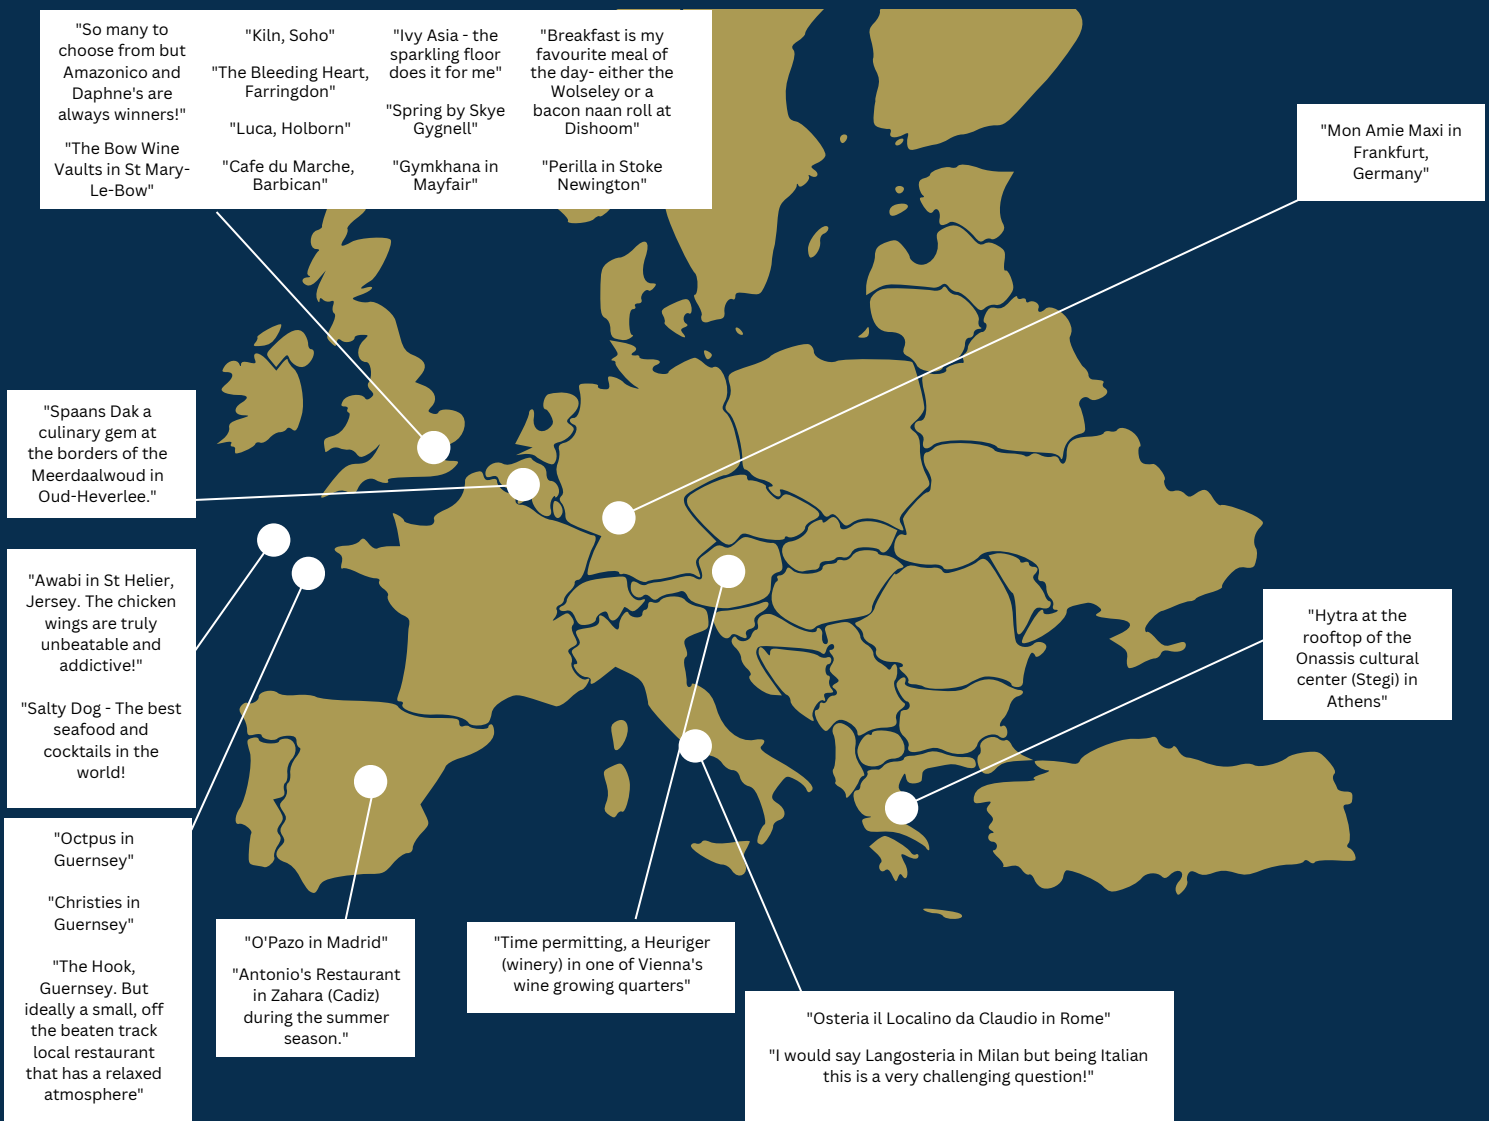 "So many to
choose from but
Amazonico and
Daphne's are
always winners!"
"The Bow Wine
Vaults in St Mary-
Le-Bow"
"Kiln, Soho"
"The Bleeding Heart,
Farringdon"
"Luca, Holborn"
"Cafe du Marche,
Barbican"
"Ivy Asia - the
sparkling floor
does it for me"
"Spring by Skye
Gygnell"
"Gymkhana in
Mayfair"
"Breakfast is my
favourite meal of
the day- either the
Wolseley or a
bacon naan roll at
Dishoom"
"Perilla in Stoke
Newington"
"Mon Amie Maxi in
Frankfurt,
Germany"
"Spaans Dak a
culinary gem at
the borders of the
Meerdaalwoud in
Oud-Heverlee."
"Awabi in St Helier,
Jersey. The chicken
wings are truly
unbeatable and
addictive!"
"Salty Dog - The best
seafood and
cocktails in the
world!
"Hytra at the
rooftop of the
Onassis cultural
center (Stegi) in
Athens"
"Octpus in
Guernsey"
"Christies in
Guernsey"
"The Hook,
Guernsey. But
ideally a small, off
the beaten track
local restaurant
that has a relaxed
atmosphere"
"O'Pazo in Madrid"
"Antonio's Restaurant
in Zahara (Cadiz)
during the summer
season."
"Time permitting, a Heuriger
(winery) in one of Vienna's
wine growing quarters"
"Osteria il Localino da Claudio in Rome"
"I would say Langosteria in Milan but being Italian
this is a very challenging question!"